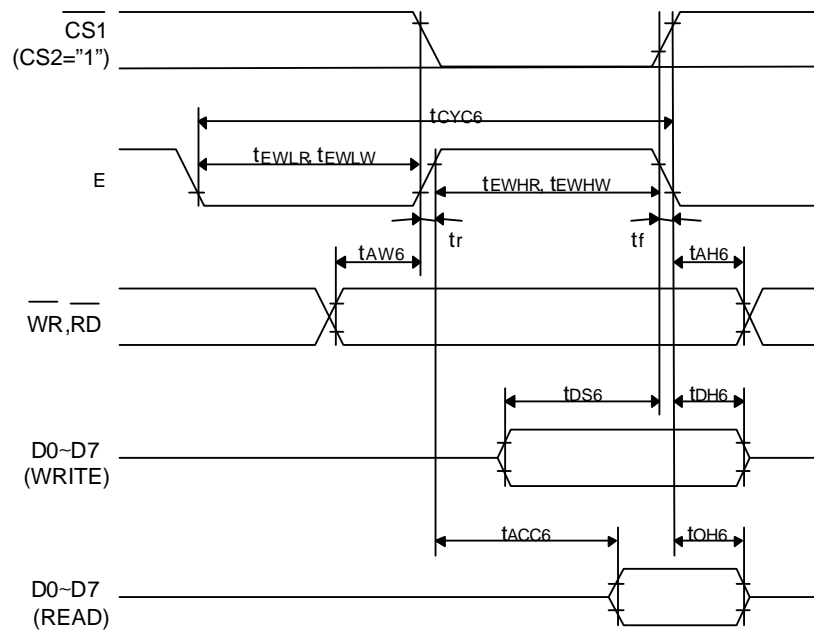 CS1
(CS2="1")
tCYC6
tEWLR, tEWLW
E
tEWHR, tEWHW
tr
tf
tAW6
tAH6
WR,RD
tDS6
tDH6
D0~D7
(WRITE)
tACC6
tOH6
D0~D7
(READ)